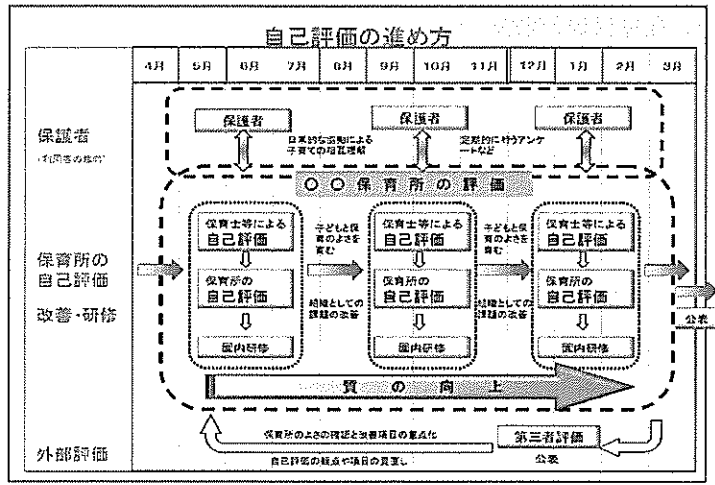 自己評価の進め方
4月 5月 6月 7月 8月 9月 10月 11月 12月 1月 2月 3月
保護者
保護者 保護者 保護者
日常的な
子育ての相互理解
定期的に行うアンケ
ートなど
〇〇保育所の評価
保育所の
自己評価
改善・研修
保育士等による
自己評価
保育所の
自己評価
園内研修
子どもと保
育のよさを
育む
組織としての
課題の改善
保育士等による
自己評価
保育所の
自己評価
園内研修
子どもと保
育のよさを
育む
組織としての
課題の改善
保育士等による
自己評価
保育所の
自己評価
園内研修
公表
質の向上
外部評価
保育所のよさの確認と改善項目の重点化
第三者評価
自己評価の観点や項目の見直し
公表